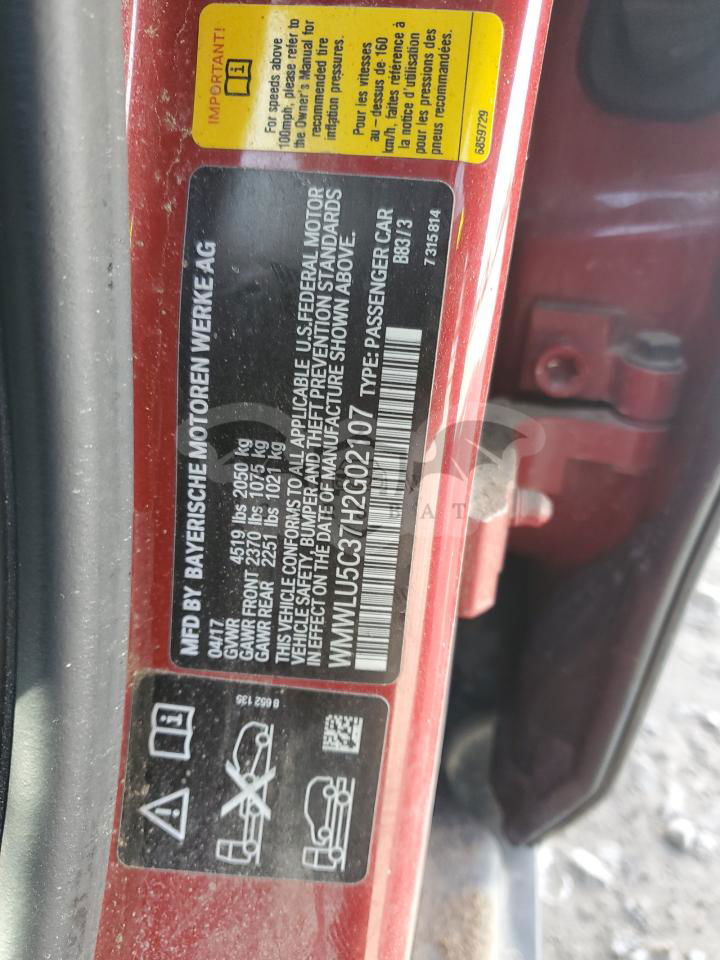 IMPORTANT!
For speeds above
100mph, please refer to
the Owner's Manual for
recommended tire
inflation pressures.
Pour les vitesses
au-dessus de 160
km/h, faites référence à
la notice d'utilisation
pour les pressions des
pneus recommandées.
6859729
MFD BY BAYERISCHE MOTOREN WERKE AG
04/17
GVWR 4519 lbs 2050 kg
GAWR FRONT 2370 lbs 1075 kg
GAWR REAR 2251 lbs 1021 kg
THIS VEHICLE CONFORMS TO ALL APPLICABLE U.S. FEDERAL MOTOR
VEHICLE SAFETY, BUMPER AND THEFT PREVENTION STANDARDS
IN EFFECT ON THE DATE OF MANUFACTURE SHOWN ABOVE.
WMWLU5C37H2G02107 TYPE: PASSENGER CAR
B83/3
7 315 814
8 652 135